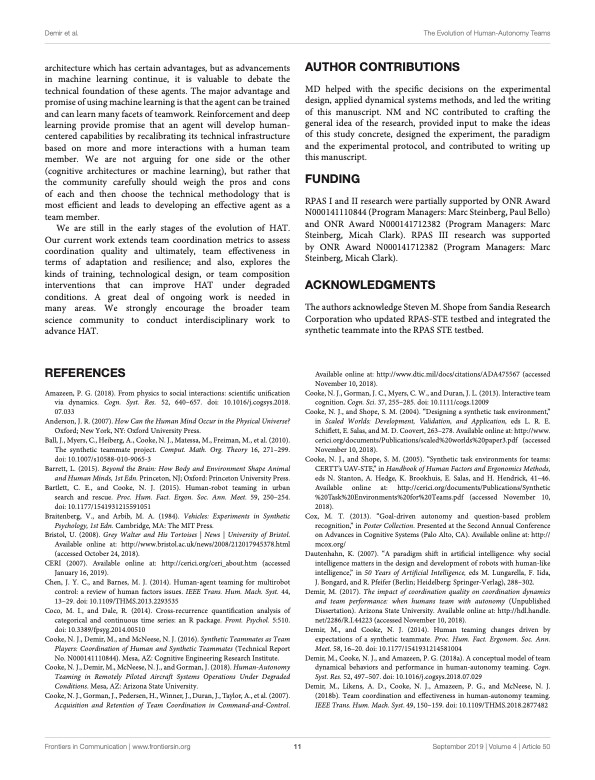 Demir et al.
The Evolution of Human-Autonomy Teams
architecture which has certain advantages, but as advancements
in machine learning continue, it is valuable to debate the
technical foundation of these agents. The major advantage and
promise of using machine learning is that the agent can be trained
and can learn many facets of teamwork. Reinforcement and deep
learning provide promise that an agent will develop human-
centered capabilities by recalibrating its technical infrastructure
based on more and more interactions with a human team
member. We are not arguing for one side or the other
(cognitive architectures or machine learning), but rather that
the community carefully should weigh the pros and cons
of each and then choose the technical methodology that is
most efficient and leads to developing an effective agent as a
team member.
We are still in the early stages of the evolution of HAT.
Our current work extends team coordination metrics to assess
coordination quality and ultimately, team effectiveness in
terms of adaptation and resilience; and also, explores the
kinds of training, technological design, or team composition
interventions that can improve HAT under degraded
conditions. A great deal of ongoing work is needed in
many areas. We strongly encourage the broader team
science community to conduct interdisciplinary work to
advance HAT.
AUTHOR CONTRIBUTIONS
MD helped with the specific decisions on the experimental
design, applied dynamical systems methods, and led the writing
of this manuscript. NM and NC contributed to crafting the
general idea of the research, provided input to make the ideas
of this study concrete, designed the experiment, the paradigm
and the experimental protocol, and contributed to writing up
this manuscript.
FUNDING
RPAS I and II research were partially supported by ONR Award
N000141110844 (Program Managers: Marc Steinberg, Paul Bello)
and ONR Award N000141712382 (Program Managers: Marc
Steinberg, Micah Clark). RPAS III research was supported
by ONR Award N000141712382 (Program Managers: Marc
Steinberg, Micah Clark).
ACKNOWLEDGMENTS
The authors acknowledge Steven M. Shope from Sandia Research
Corporation who updated RPAS-STE testbed and integrated the
synthetic teammate into the RPAS STE testbed.
REFERENCES
Amazeen, P. G. (2018). From physics to social interactions: scientific unification
via dynamics. Cogn. Syst. Res. 52, 640–657. doi: 10.1016/j.cogsys.2018.
07.033
Anderson, J. R. (2007). How Can the Human Mind Occur in the Physical Universe?
Oxford; New York, NY: Oxford University Press.
Ball, J., Myers, C., Heiberg, A., Cooke, N. J., Matessa, M., Freiman, M., et al. (2010).
The synthetic teammate project. Comput. Math. Org. Theory 16, 271–299.
doi: 10.1007/s10588-010-9065-3
Barrett, L. (2015). Beyond the Brain: How Body and Environment Shape Animal
and Human Minds, 1st Edn. Princeton, NJ; Oxford: Princeton University Press.
Bartlett, C. E., and Cooke, N. J. (2015). Human-robot teaming in urban
search and rescue. Proc. Hum. Fact. Ergon. Soc. Ann. Meet. 59, 250–254.
doi: 10.1177/1541931215591051
Braitenberg, V., and Arbib, M. A. (1984). Vehicles: Experiments in Synthetic
Psychology, 1st Edn. Cambridge, MA: The MIT Press.
Bristol, U. (2008). Grey Walter and His Tortoises | News | University of Bristol.
Available online at: http://www.bristol.ac.uk/news/2008/212017945378.html
(accessed October 24, 2018).
CERI (2007). Available online at: http://cerici.org/ceri_about.htm (accessed
January 16, 2019).
Chen, J. Y. C., and Barnes, M. J. (2014). Human-agent teaming for multirobot
control: a review of human factors issues. IEEE Trans. Hum. Mach. Syst. 44,
13–29. doi: 10.1109/THMS.2013.2293535
Coco, M. I., and Dale, R. (2014). Cross-recurrence quantification analysis of
categorical and continuous time series: an R package. Front. Psychol. 5:510.
doi: 10.3389/fpsyg.2014.00510
Cooke, N. J., Demir, M., and McNeese, N. J. (2016). Synthetic Teammates as Team
Players: Coordination of Human and Synthetic Teammates (Technical Report
No. N000141110844). Mesa, AZ: Cognitive Engineering Research Institute.
Cooke, N. J., Demir, M., McNeese, N. J., and Gorman, J. (2018). Human-Autonomy
Teaming in Remotely Piloted Aircraft Systems Operations Under Degraded
Conditions. Mesa, AZ: Arizona State University.
Cooke, N. J., Gorman, J., Pedersen, H., Winner, J., Duran, J., Taylor, A., et al. (2007).
Acquisition and Retention of Team Coordination in Command-and-Control.
Available online at: http://www.dtic.mil/docs/citations/ADA475567 (accessed
November 10, 2018).
Cooke, N. J., Gorman, J. C., Myers, C. W., and Duran, J. L. (2013). Interactive team
cognition. Cogn. Sci. 37, 255–285. doi: 10.1111/cogs.12009
Cooke, N. J., and Shope, S. M. (2004). "Designing a synthetic task environment,"
in Scaled Worlds: Development, Validation, and Application, eds L. R. E.
Schiflett, E. Salas, and M. D. Coovert, 263–278. Available online at: http://www.
cerici.org/documents/Publications/scaled%20worlds%20paper3.pdf (accessed
November 10, 2018).
Cooke, N. J., and Shope, S. M. (2005). "Synthetic task environments for teams:
CERTT's UAV-STE," in Handbook of Human Factors and Ergonomics Methods,
eds N. Stanton, A. Hedge, K. Brookhuis, E. Salas, and H. Hendrick, 41–46.
Available online at: http://cerici.org/documents/Publications/Synthetic
%20Task%20Environments%20for%20Teams.pdf (accessed November 10,
2018).
Cox, M. T. (2013). "Goal-driven autonomy and question-based problem
recognition," in Poster Collection. Presented at the Second Annual Conference
on Advances in Cognitive Systems (Palo Alto, CA). Available online at: http://
mcox.org/
Dautenhahn, K. (2007). "A paradigm shift in artificial intelligence: why social
intelligence matters in the design and development of robots with human-like
intelligence," in 50 Years of Artificial Intelligence, eds M. Lungarella, F. Iida,
J. Bongard, and R. Pfeifer (Berlin; Heidelberg: Springer-Verlag), 288–302.
Demir, M. (2017). The impact of coordination quality on coordination dynamics
and team performance: when humans team with autonomy (Unpublished
Dissertation). Arizona State University. Available online at: http://hdl.handle.
net/2286/R.I.44223 (accessed November 10, 2018).
Demir, M., and Cooke, N. J. (2014). Human teaming changes driven by
expectations of a synthetic teammate. Proc. Hum. Fact. Ergonom. Soc. Ann.
Meet. 58, 16–20. doi: 10.1177/1541931214581004
Demir, M., Cooke, N. J., and Amazeen, P. G. (2018a). A conceptual model of team
dynamical behaviors and performance in human-autonomy teaming. Cogn.
Syst. Res. 52, 497–507. doi: 10.1016/j.cogsys.2018.07.029
Demir, M., Likens, A. D., Cooke, N. J., Amazeen, P. G., and McNeese, N. J.
(2018b). Team coordination and effectiveness in human-autonomy teaming.
IEEE Trans. Hum. Mach. Syst. 49, 150–159. doi: 10.1109/THMS.2018.2877482
Frontiers in Communication | www.frontiersin.org
11
September 2019 | Volume 4 | Article 50